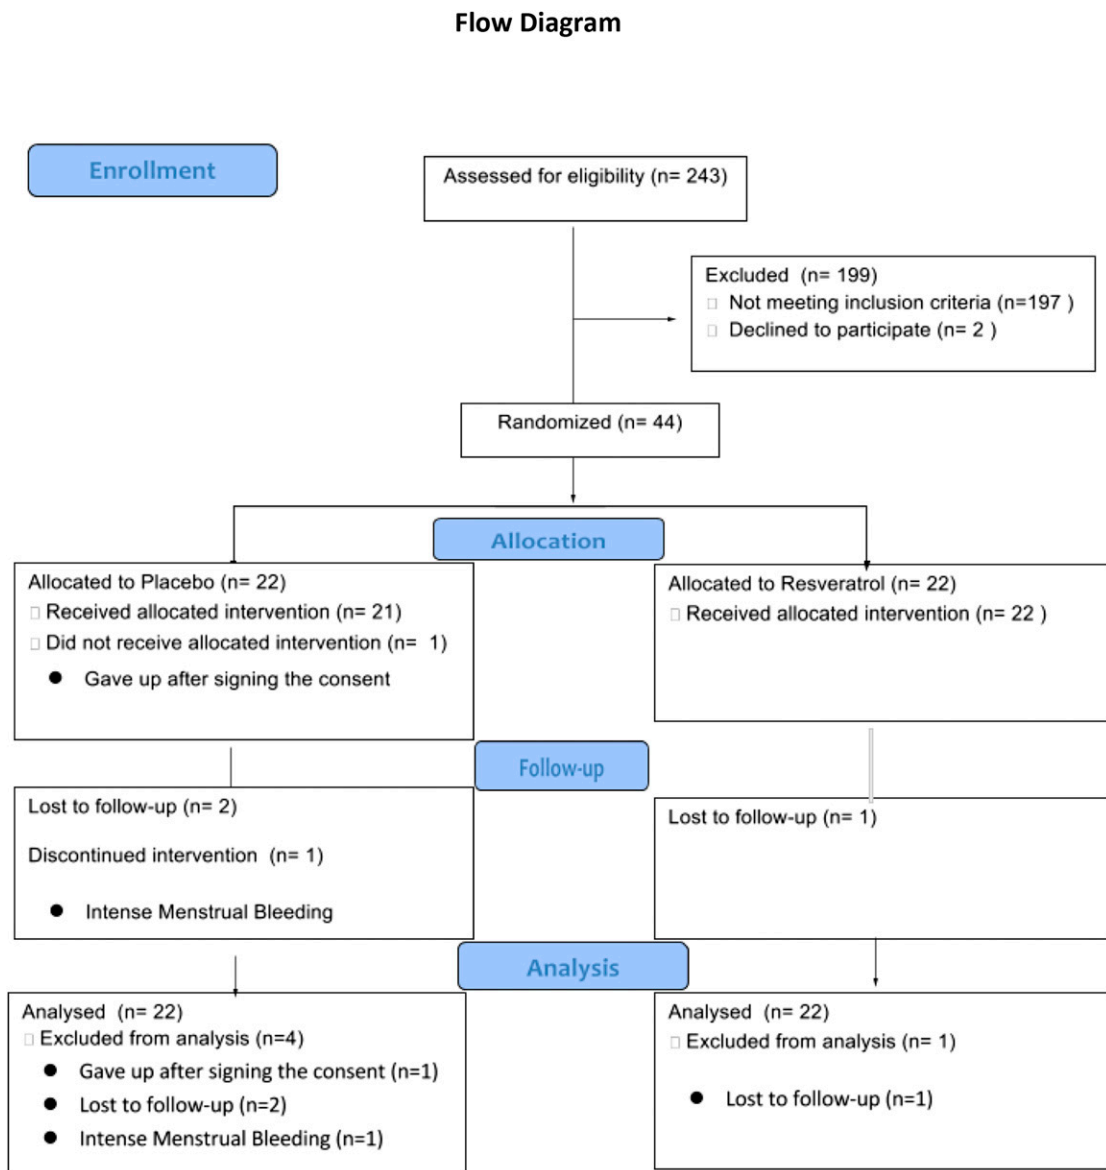 Flow Diagram
Enrollment
Assessed for eligibility (n= 243)
Excluded  (n= 199)
Not meeting inclusion criteria (n=197 )
Declined to participate (n= 2 )
Randomized (n= 44)
Allocation
Allocated to Placebo (n= 22)
Received allocated intervention (n= 21)
Did not receive allocated intervention (n=  1)
● Gave up after signing the consent
Allocated to Resveratrol (n= 22)
Received allocated intervention (n= 22 )
Follow-up
Lost to follow-up (n= 2)
Discontinued intervention  (n= 1)
● Intense Menstrual Bleeding
Lost to follow-up (n= 1)
Analysis
Analysed  (n= 22)
Excluded from analysis (n=4)
● Gave up after signing the consent (n=1)
● Lost to follow-up (n=2)
● Intense Menstrual Bleeding (n=1)
Analysed  (n= 22)
Excluded from analysis (n= 1)
● Lost to follow-up (n=1)